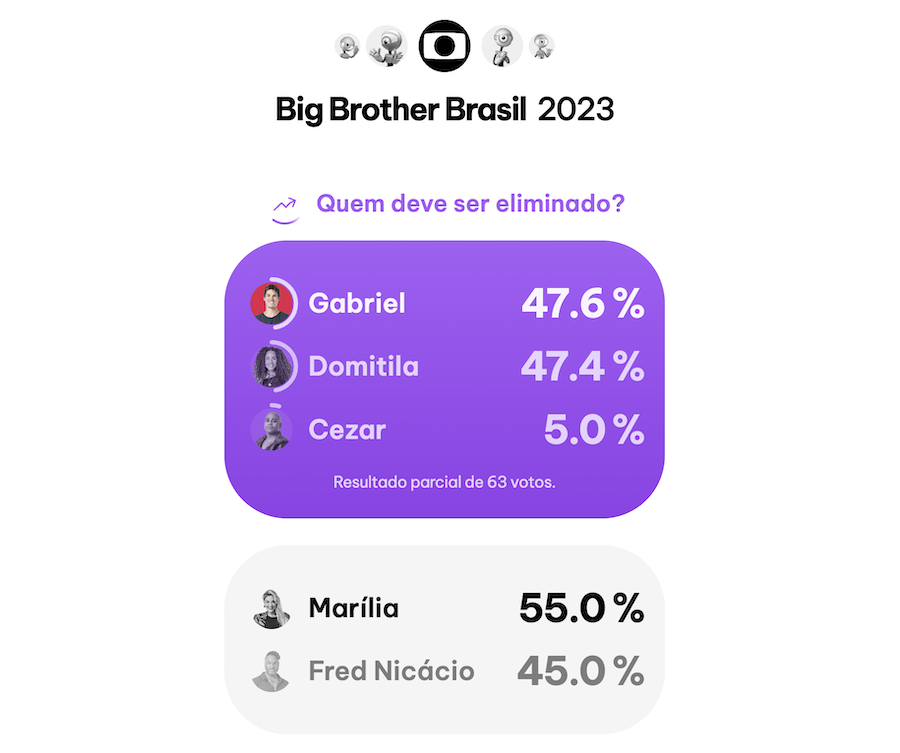 Big Brother Brasil 2023
Quem deve ser eliminado?
Gabriel 47.6 %
Domitila 47.4 %
Cezar 5.0 %
Resultado parcial de 63 votos.
Marília 55.0 %
Fred Nicácio 45.0 %